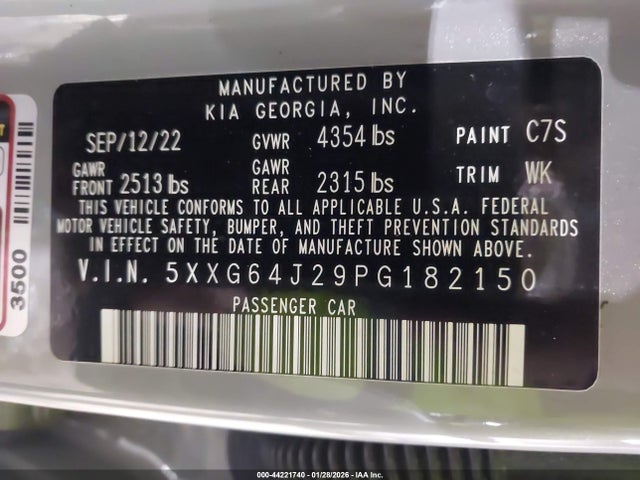 MANUFACTURED BY
KIA GEORGIA, INC.
SEP/12/22 GVWR 4354 lbs PAINT C7S
GAWR FRONT 2513 lbs GAWR REAR 2315 lbs TRIM WK
THIS VEHICLE CONFORMS TO ALL APPLICABLE U.S.A. FEDERAL
MOTOR VEHICLE SAFETY, BUMPER, AND THEFT PREVENTION STANDARDS
IN EFFECT ON THE DATE OF MANUFACTURE SHOWN ABOVE.
V.I.N. 5XXG64J29PG182150
PASSENGER CAR
3500
000-44221740 | 01/28/2026 | IAA Inc.